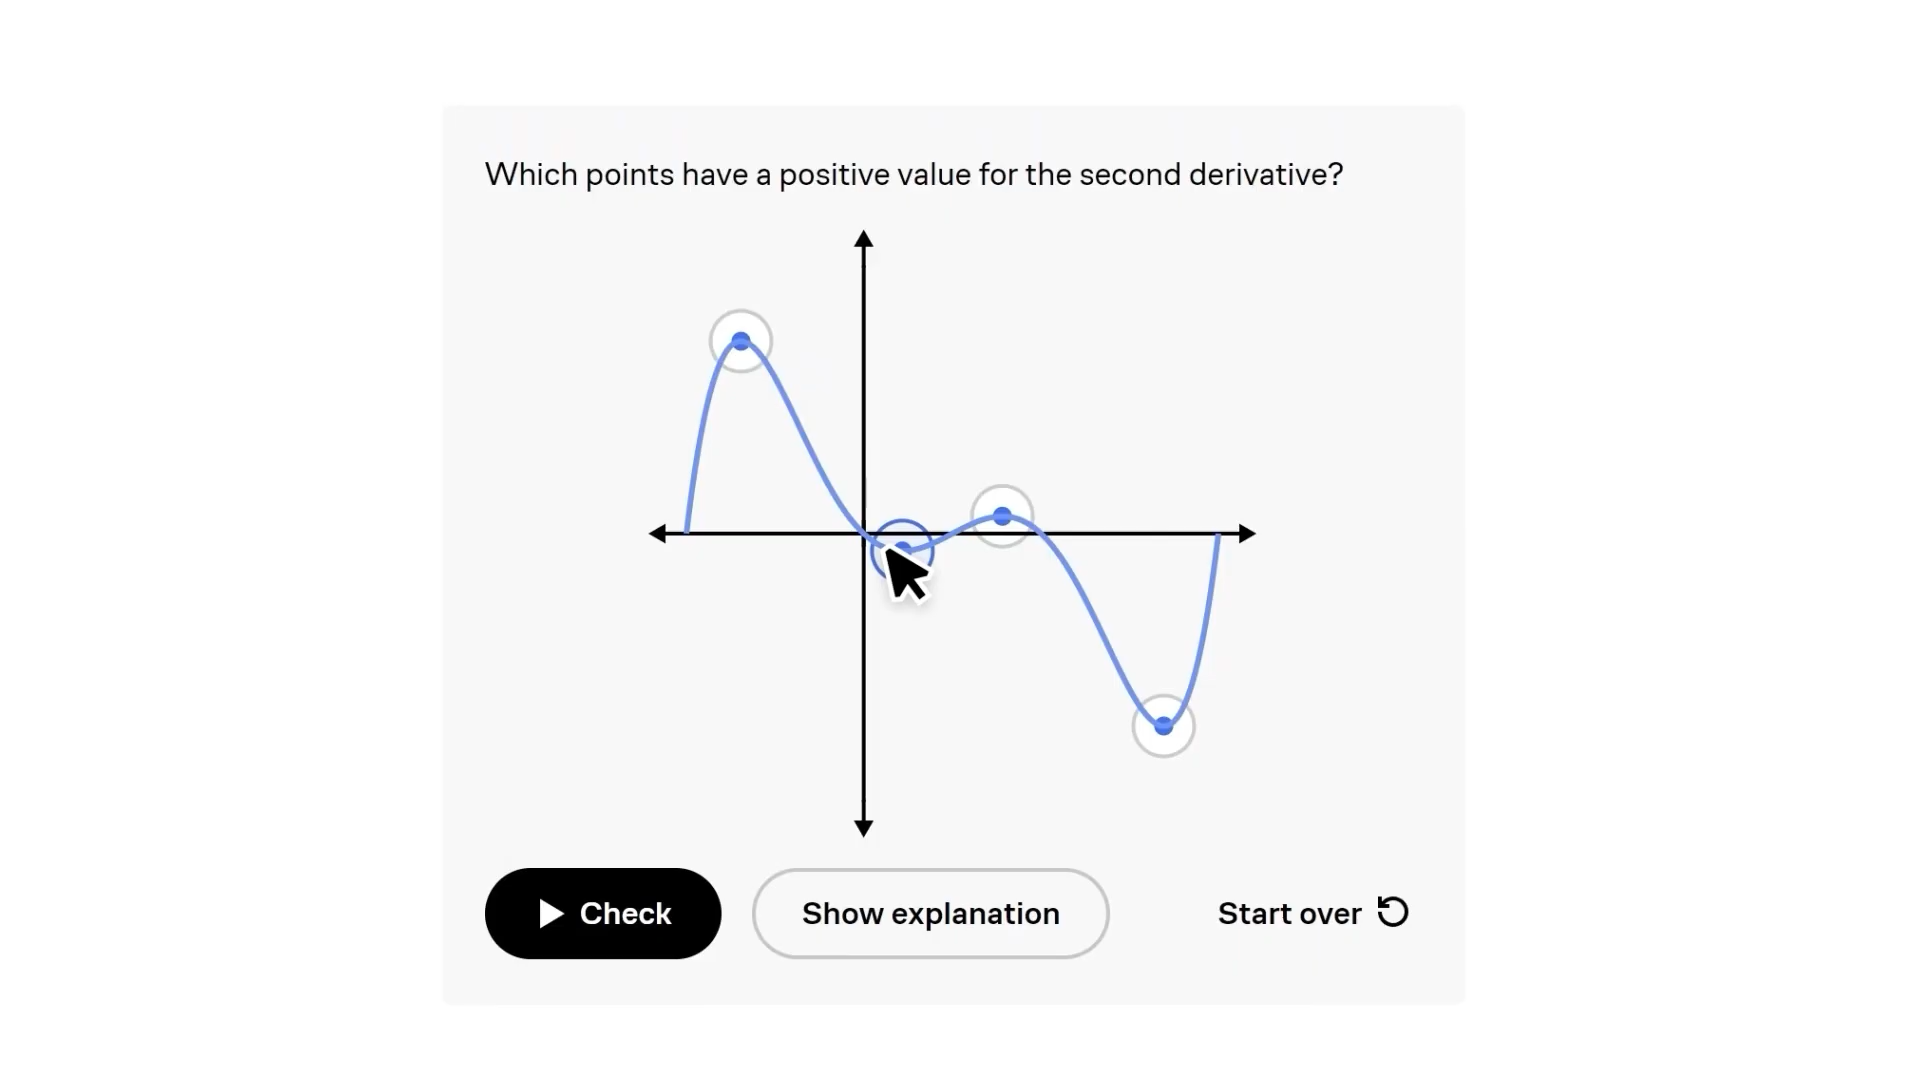 Which points have a positive value for the second derivative?
Check
Show explanation
Start over